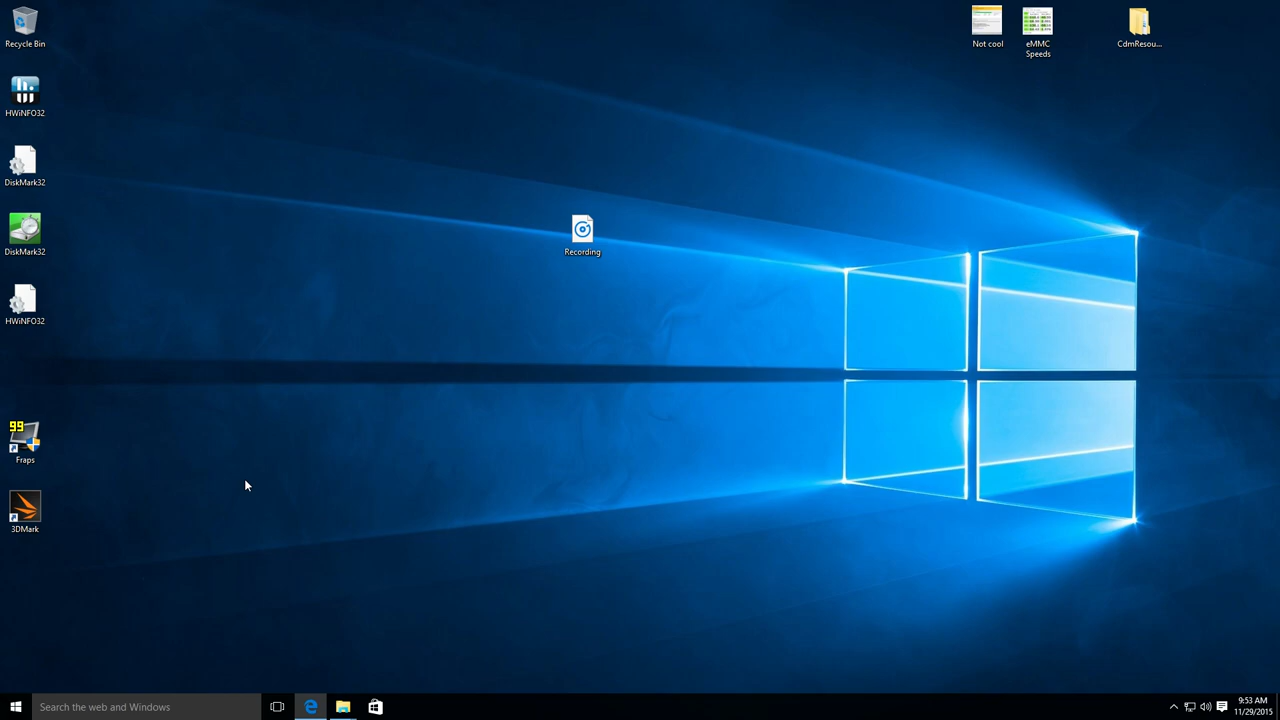 Recycle Bin
Not cool
eMMC
Speeds
CdmResou...
HWiNFO32
DiskMark32
DiskMark32
Recording
HWiNFO32
99
Fraps
3DMark
Search the web and Windows
9:53 AM
11/29/2015